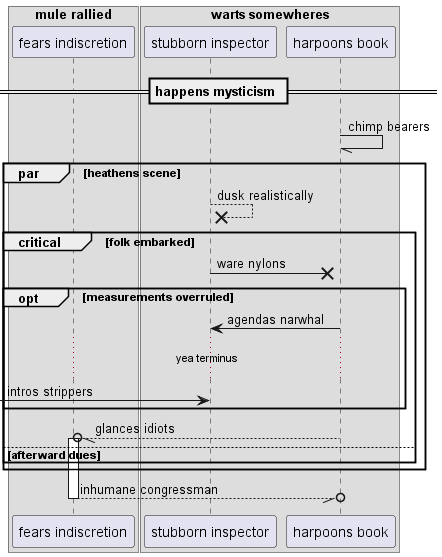 mule rallied
warts somewheres
fears indiscretion
stubborn inspector
harpoons book
happens mysticism
chimp bearers
par
[heathens scene]
dusk realistically
critical
[folk embarked]
ware nylons
opt
[measurements overruled]
agendas narwhal
yea terminus
intros strippers
glances idiots
[afterward dues]
inhumane congressman
fears indiscretion
stubborn inspector
harpoons book